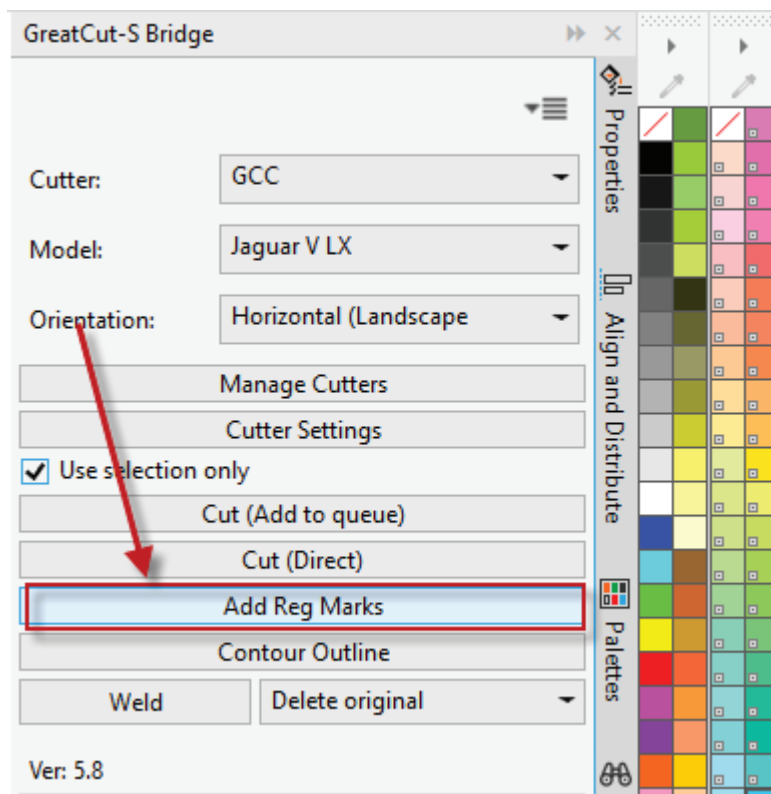 GreatCut-S Bridge
Cutter: GCC
Model: Jaguar V LX
Orientation: Horizontal (Landscape
Manage Cutters
Cutter Settings
Use selection only
Cut (Add to queue)
Cut (Direct)
Add Reg Marks
Contour Outline
Weld Delete original
Ver: 5.8
Properties
Align and Distribute
Palettes